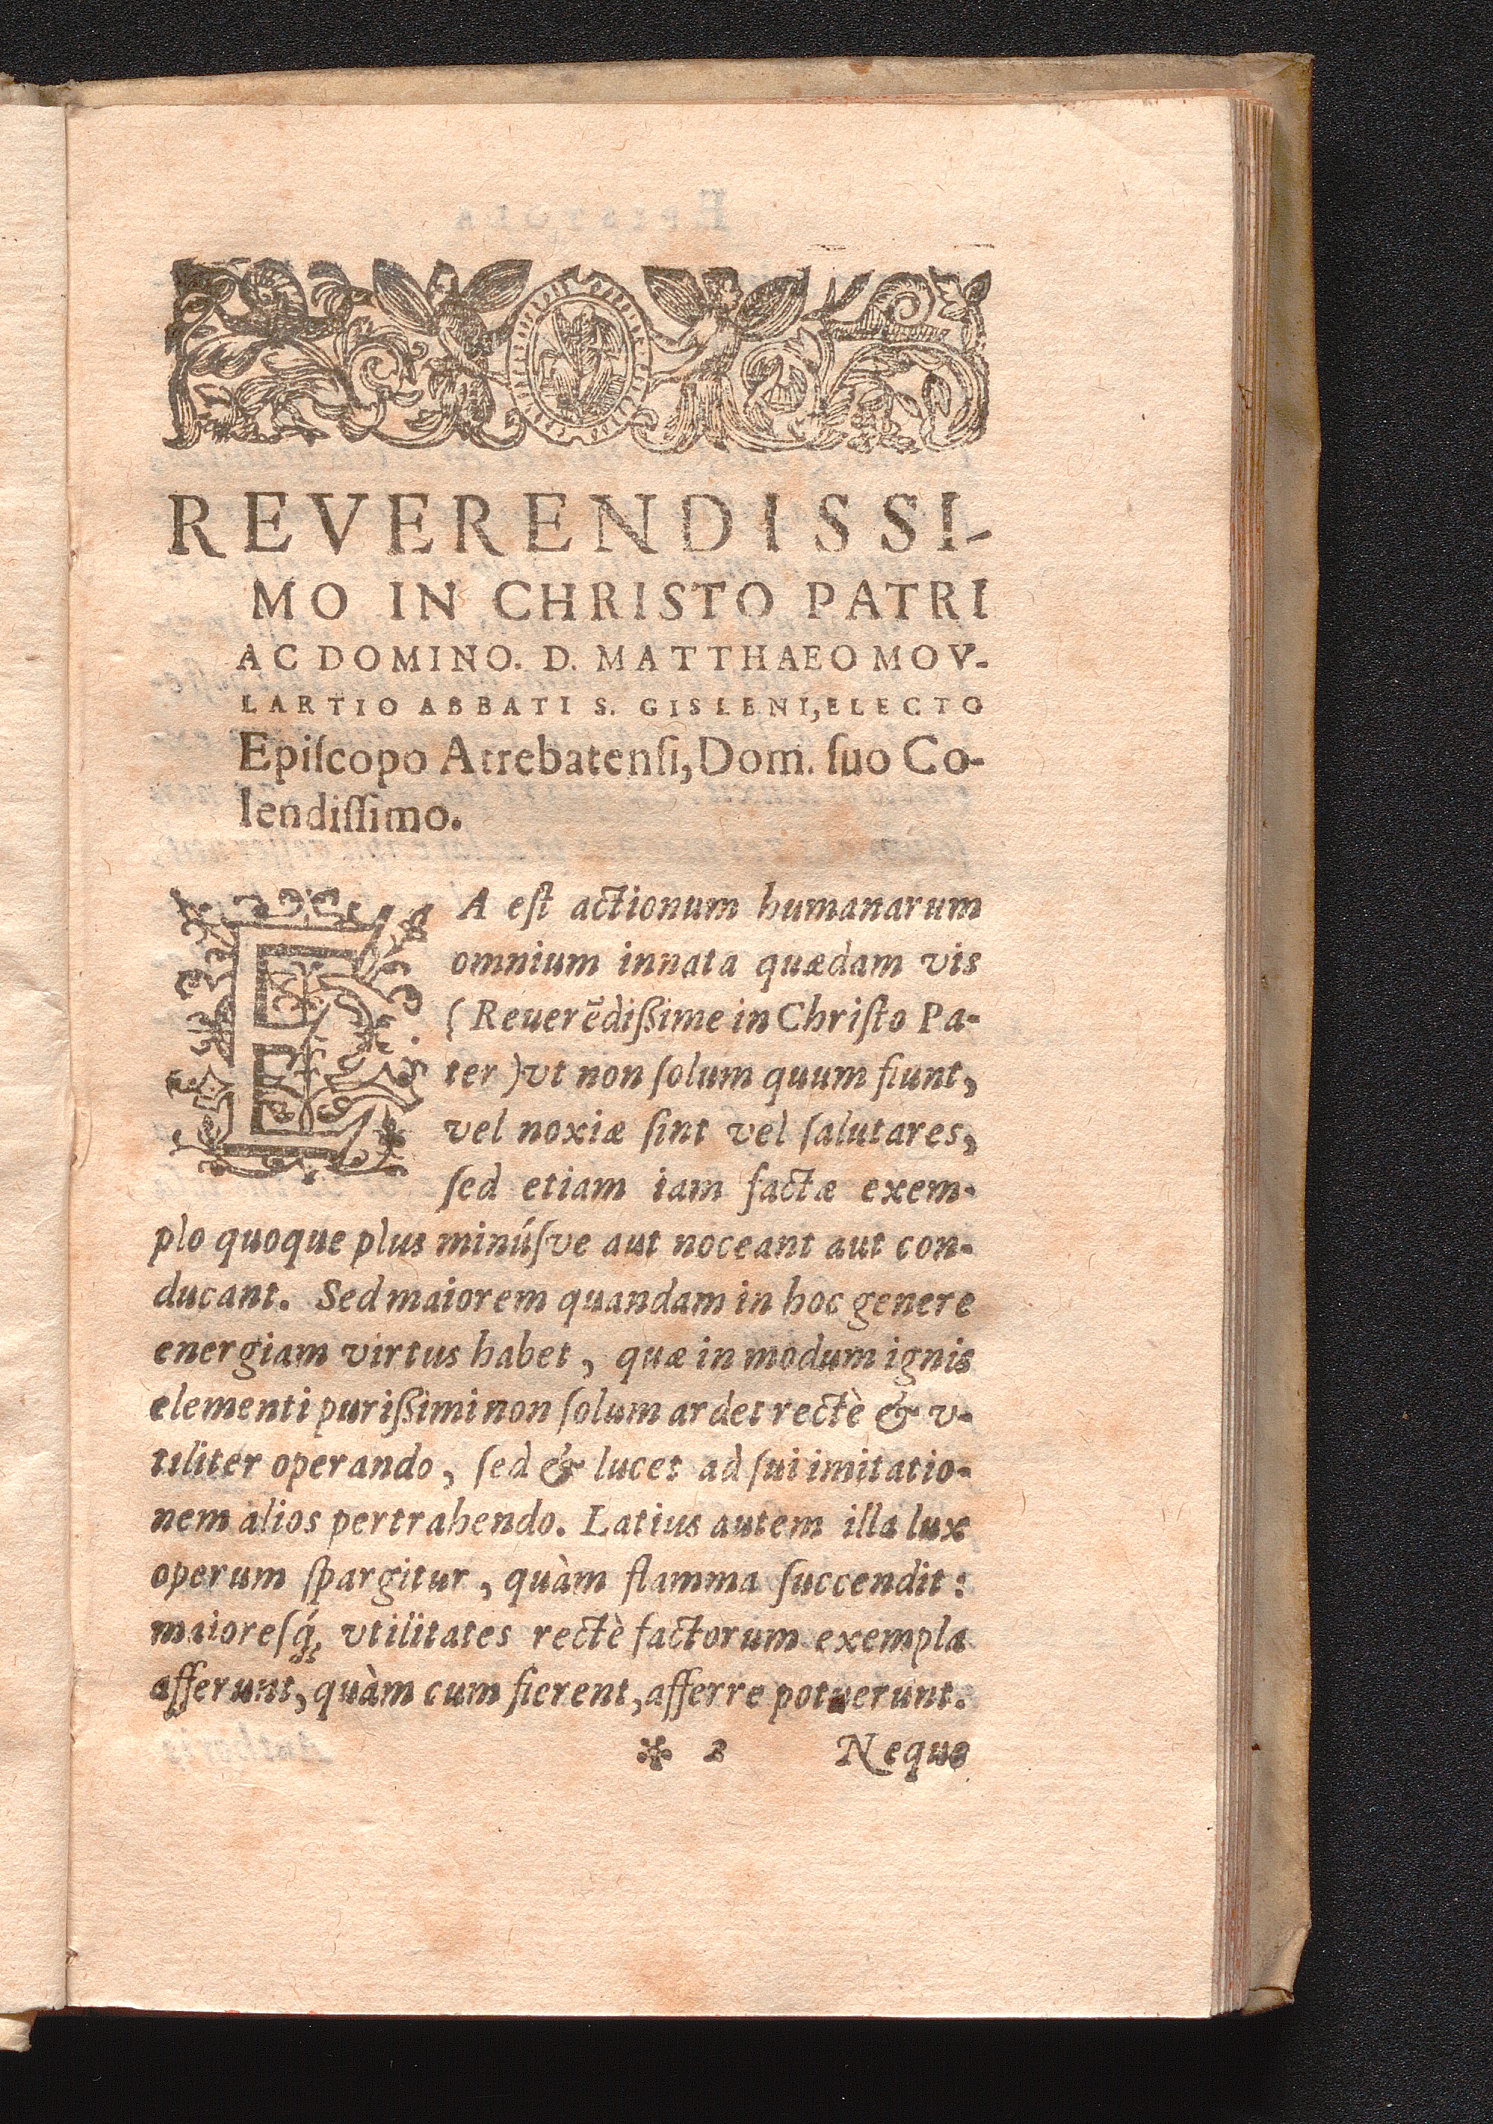 REVERENDISSI-
MO IN CHRISTO PATRI
AC DOMINO. D. MATTHAEO MOV-
LARTIO ABBATI S. GISLENI, ELECTO
Epiſcopo Atrebatenſi, Dom. ſuo Co-
lendiſſimo.
EA eſt actionum humanarum
omnium innata quædam vis
(Reuerẽdiſſime in Chriſto Pa-
ter) vt non ſolum quum fiunt,
vel noxiæ ſint vel ſalutares,
ſed etiam iam factæ exem-
plo quoque plus minúſve aut noceant aut con-
ducant. Sed maiorem quandam in hoc genere
energiam virtus habet, quæ in modum ignis
elementi puriſſimi non ſolum ardet rectè & v-
tiliter operando, ſed & lucet ad ſui imitatio-
nem alios pertrahendo. Latius autem illa lux
operum ſpargitur, quàm flamma ſuccendit:
maioreſq́; vtilitates rectè factorum exempla
afferunt, quàm cum fierent, afferre potuerunt.
* 2 Neque